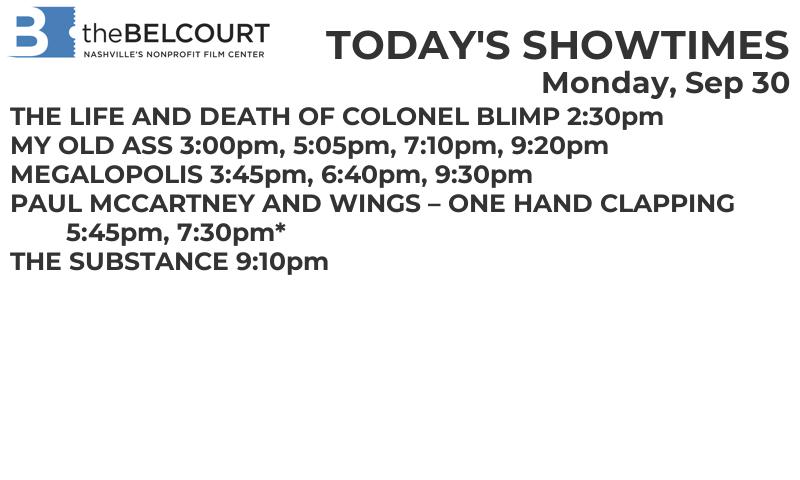 B theBELCOURT
NASHVILLE'S NONPROFIT FILM CENTER
TODAY'S SHOWTIMES
Monday, Sep 30
THE LIFE AND DEATH OF COLONEL BLIMP 2:30pm
MY OLD ASS 3:00pm, 5:05pm, 7:10pm, 9:20pm
MEGALOPOLIS 3:45pm, 6:40pm, 9:30pm
PAUL MCCARTNEY AND WINGS – ONE HAND CLAPPING
5:45pm, 7:30pm*
THE SUBSTANCE 9:10pm